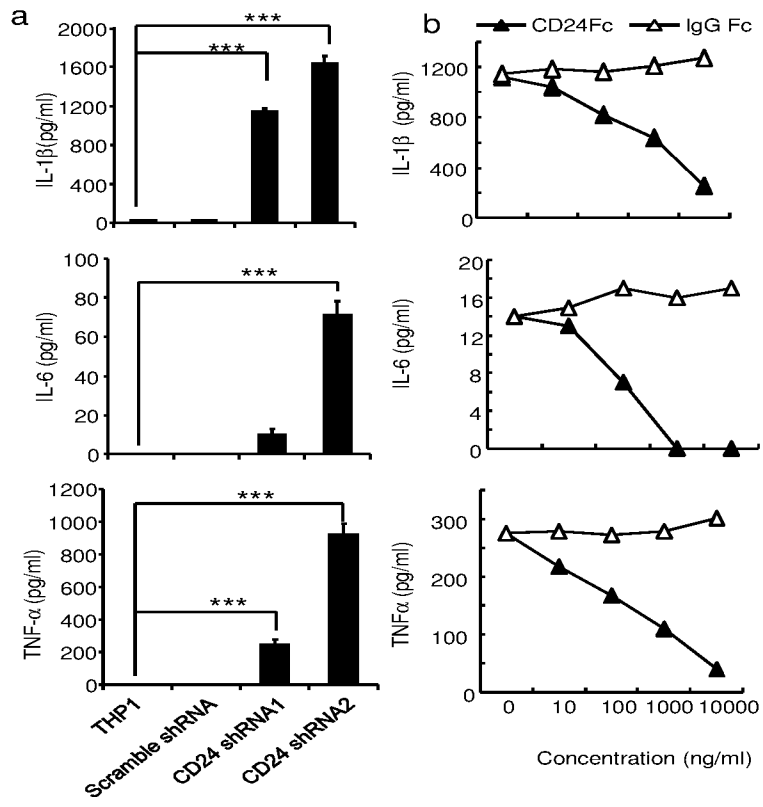 a
***
***
2000
1600
1200
800
400
0
IL-1β(pg/ml)
***
100
80
60
40
20
0
IL-6 (pg/ml)
***
***
1200
1000
800
600
400
200
0
TNF-α (pg/ml)
THP1
Scramble shRNA
CD24 shRNA1
CD24 shRNA2
b
CD24Fc
IgG Fc
1200
800
400
0
IL-1β (pg/ml)
20
16
12
8
4
0
IL-6 (pg/ml)
300
200
100
0
TNFα (pg/ml)
0 10 100 1000 10000
Concentration (ng/ml)